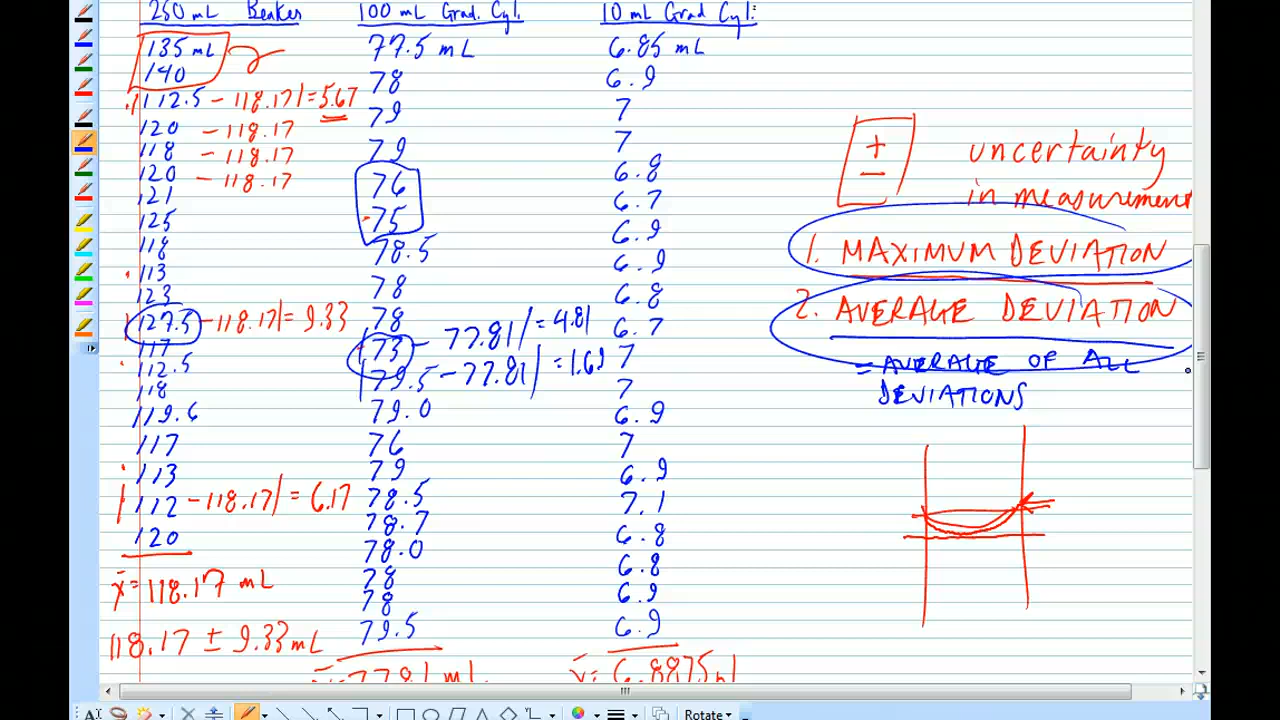 250 mL Beaker 100 mL Grad. Cyl. 10 mL Grad Cyl:
135 mL 77.5 mL 6.85 mL
140 78 6.9
112.5 - 118.17 | = 5.67 79 7
120 - 118.17 79 7
118 - 118.17 76 6.8
120 - 118.17 75 6.7
121 78.5 6.9
125 78 6.9
118 78 6.8
113 73 - 77.81 | = 4.81 6.7
123 79.5 - 77.81 | = 1.69 7
127.5 - 118.17 | = 9.33 79.0 7
117 76 6.9
112.5 79 7
118 78.5 6.9
119.6 78.7 7.1
117 78.0 6.8
113 78 6.8
112 - 118.17 | = 6.17 78 6.9
120 79.5 6.9
x̄ = 118.17 mL
118.17 ± 9.33 mL
77.81 mL
6.8875 ml
+
−
uncertainty
in measurement
1. MAXIMUM DEVIATION
2. AVERAGE DEVIATION
= AVERAGE OF ALL
DEVIATIONS
Rotate